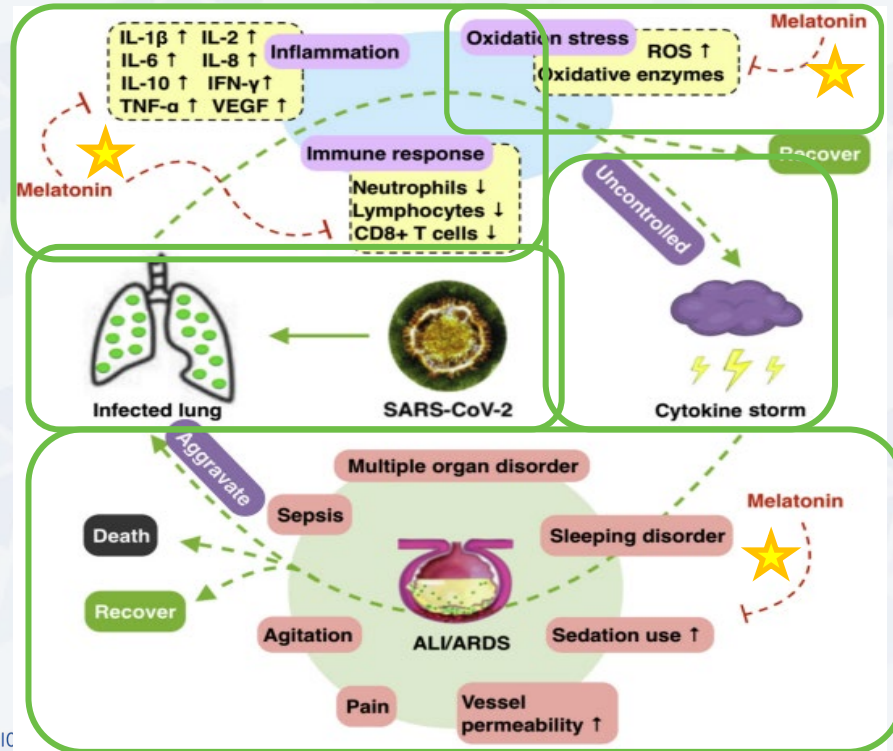 IL-1β ↑ IL-2 ↑
IL-6 ↑ IL-8 ↑
IL-10 ↑ IFN-γ↑
TNF-α ↑ VEGF ↑
Inflammation
Oxidation stress
ROS ↑
Oxidative enzymes
Melatonin
Melatonin
Immune response
Neutrophils ↓
Lymphocytes ↓
CD8+ T cells ↓
Recover
Uncontrolled
Infected lung
SARS-CoV-2
Cytokine storm
Aggravate
Multiple organ disorder
Sepsis
Death
Recover
Sleeping disorder
Melatonin
Agitation
ALI/ARDS
Sedation use ↑
Pain
Vessel
permeability ↑